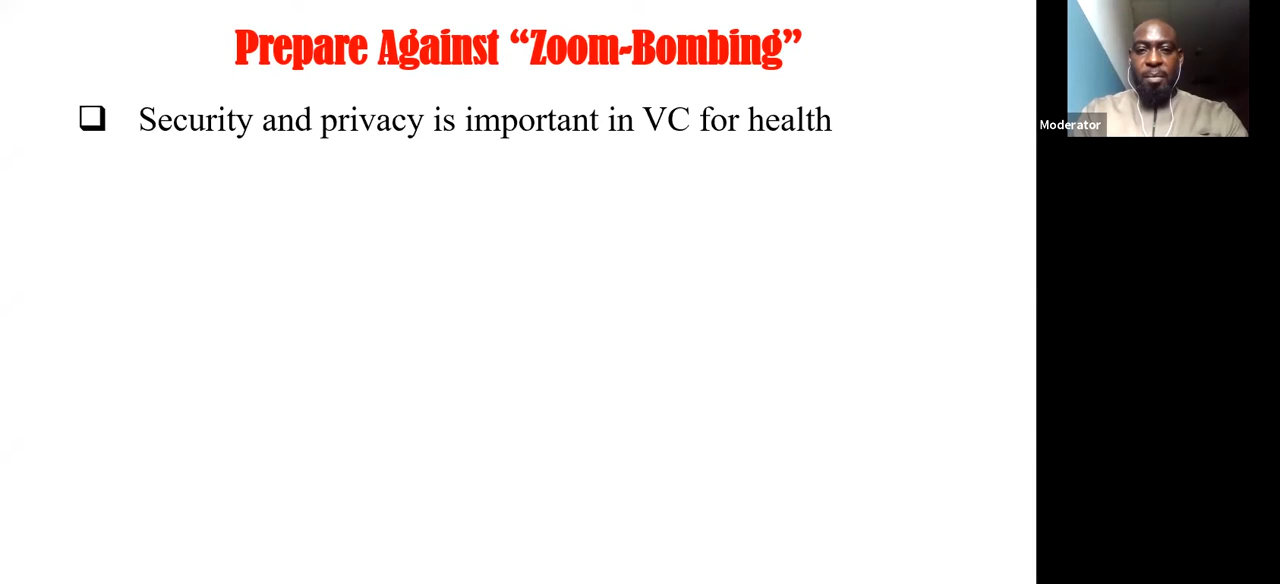 Prepare Against “Zoom-Bombing”
Security and privacy is important in VC for health
Moderator